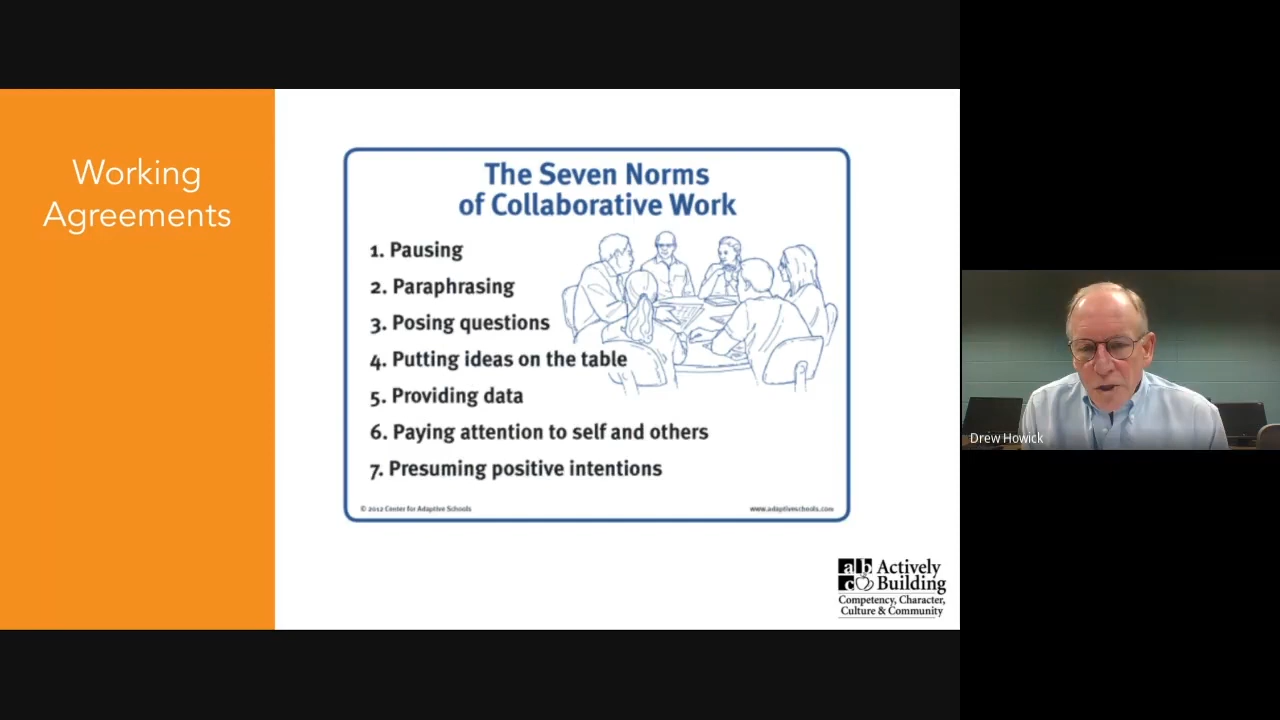 Working
Agreements
The Seven Norms
of Collaborative Work
1. Pausing
2. Paraphrasing
3. Posing questions
4. Putting ideas on the table
5. Providing data
6. Paying attention to self and others
7. Presuming positive intentions
© 2012 Center for Adaptive Schools
www.adaptiveschools.com
a b c
Actively
Building
Competency, Character,
Culture & Community
Drew Howick